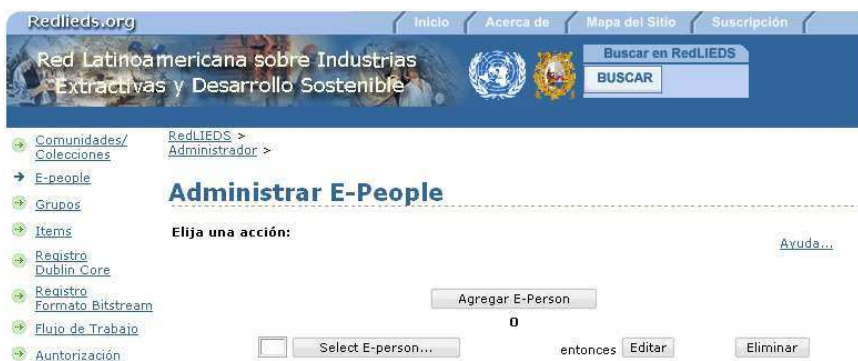 Redlieds.org
Inicio
Acerca de
Mapa del Sitio
Suscripción
Red Latinoamericana sobre Industrias
Extractivas y Desarrollo Sostenible
Buscar en RedLIEDS
BUSCAR
Comunidades/
Colecciones
E-people
Grupos
Items
Registro
Dublin Core
Registro
Formato Bitstream
Flujo de Trabajo
Auntorización
RedLIEDS >
Administrador >
Administrar E-People
Elija una acción:
Ayuda...
Agregar E-Person
O
Select E-person... entonces Editar Eliminar